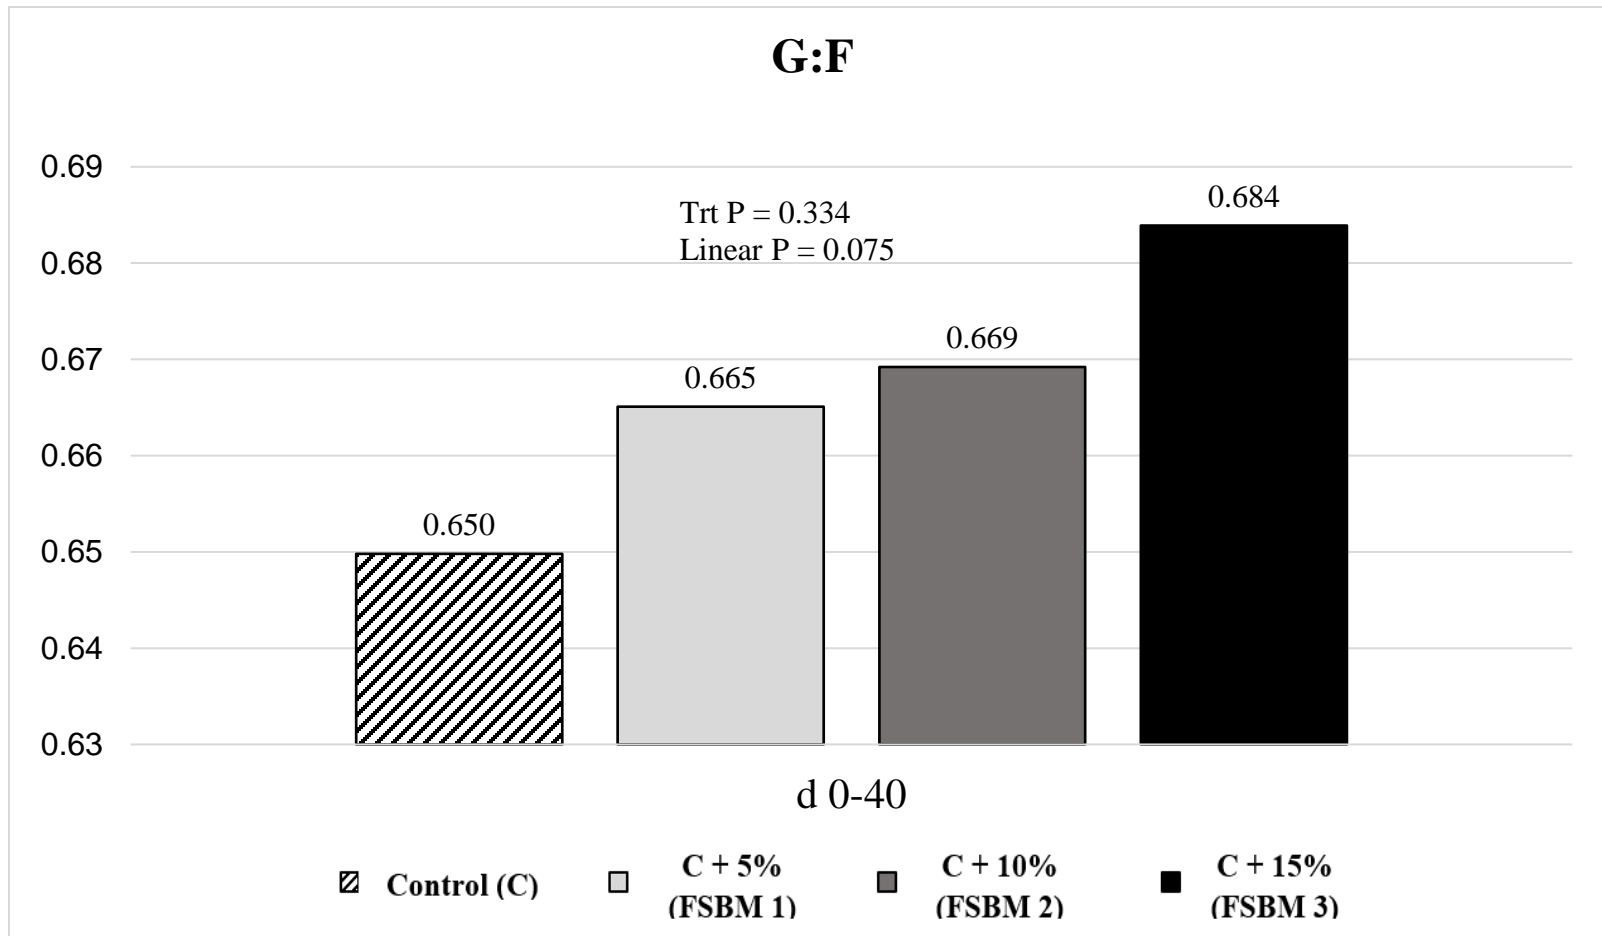 G:F
0.69
0.68
0.67
0.66
0.65
0.64
0.63
Trt P = 0.334
Linear P = 0.075
0.650
0.665
0.669
0.684
d 0-40
Control (C)
C + 5%
(FSBM 1)
C + 10%
(FSBM 2)
C + 15%
(FSBM 3)